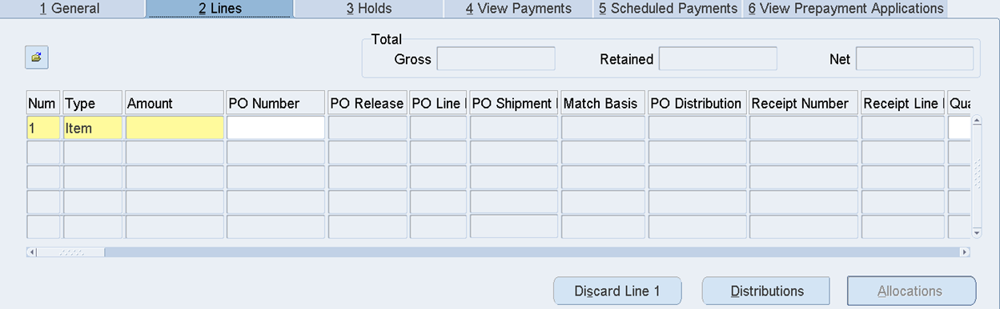 1 General 2 Lines 3 Holds 4 View Payments 5 Scheduled Payments 6 View Prepayment Applications
Total
Gross Retained Net
Num Type Amount PO Number PO Release PO Line PO Shipment Match Basis PO Distribution Receipt Number Receipt Line Qua
1 Item
Discard Line 1 Distributions Allocations